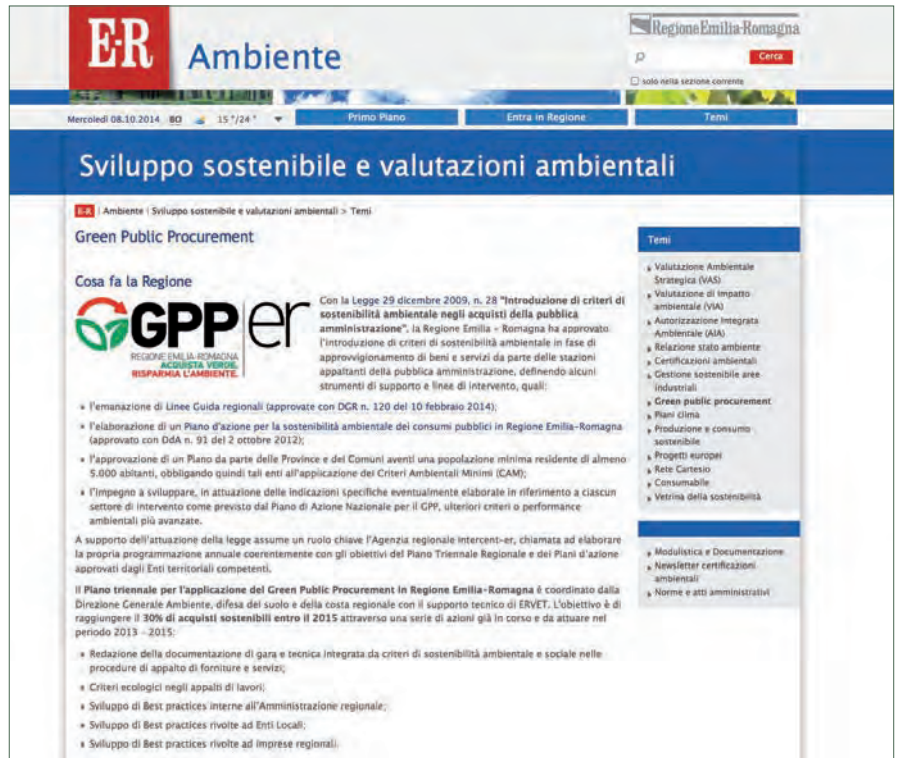 E·R
Ambiente
Regione Emilia-Romagna
Cerca
solo nella sezione corrente
Mercoledì 08.10.2014 BO 15°/24°
Primo Piano
Entra in Regione
Temi
Sviluppo sostenibile e valutazioni ambientali
E·R | Ambiente | Sviluppo sostenibile e valutazioni ambientali > Temi
Green Public Procurement
Cosa fa la Regione
GPP er
REGIONE EMILIA-ROMAGNA
ACQUISTA VERDE.
RISPARMIA L'AMBIENTE.
Con la Legge 29 dicembre 2009, n. 28 "Introduzione di criteri di
sostenibilità ambientale negli acquisti della pubblica
amministrazione", la Regione Emilia - Romagna ha approvato
l'introduzione di criteri di sostenibilità ambientale in fase di
approvvigionamento di beni e servizi da parte delle stazioni
appaltanti della pubblica amministrazione, definendo alcuni
strumenti di supporto e linee di intervento, quali:
l'emanazione di Linee Guida regionali (approvate con DGR n. 120 del 10 febbraio 2014);
l'elaborazione di un Piano d'azione per la sostenibilità ambientale dei consumi pubblici in Regione Emilia-Romagna
(approvato con DdA n. 91 del 2 ottobre 2012);
l'approvazione di un Piano da parte delle Province e dei Comuni aventi una popolazione minima residente di almeno
5.000 abitanti, obbligando quindi tali enti all'applicazione dei Criteri Ambientali Minimi (CAM);
l'impegno a sviluppare, in attuazione delle indicazioni specifiche eventualmente elaborate in riferimento a ciascun
settore di intervento come previsto dal Piano di Azione Nazionale per il GPP, ulteriori criteri o performance
ambientali più avanzate.
A supporto dell'attuazione della legge assume un ruolo chiave l'Agenzia regionale Intercent-er, chiamata ad elaborare
la propria programmazione annuale coerentemente con gli obiettivi del Piano Triennale Regionale e dei Piani d'azione
approvati dagli Enti territoriali competenti.
Il Piano triennale per l'applicazione del Green Public Procurement in Regione Emilia-Romagna è coordinato dalla
Direzione Generale Ambiente, difesa del suolo e della costa regionale con il supporto tecnico di ERVET. L'obiettivo è di
raggiungere il 30% di acquisti sostenibili entro il 2015 attraverso una serie di azioni già in corso e da attuare nel
periodo 2013 - 2015:
Redazione della documentazione di gara e tecnica integrata da criteri di sostenibilità ambientale e sociale nelle
procedure di appalto di forniture e servizi;
Criteri ecologici negli appalti di lavori;
Sviluppo di Best practices interne all'Amministrazione regionale;
Sviluppo di Best practices rivolte ad Enti Locali;
Sviluppo di Best practices rivolte ad imprese regionali.
Temi
Valutazione Ambientale
Strategica (VAS)
Valutazione di impatto
ambientale (VIA)
Autorizzazione Integrata
Ambientale (AIA)
Relazione stato ambiente
Certificazioni ambientali
Gestione sostenibile aree
industriali
Green public procurement
Piani clima
Produzione e consumo
sostenibile
Progetti europei
Rete Cartesio
Consumabile
Vetrina della sostenibilità
Modulistica e Documentazione
Newsletter certificazioni
ambientali
Norme e atti amministrativi